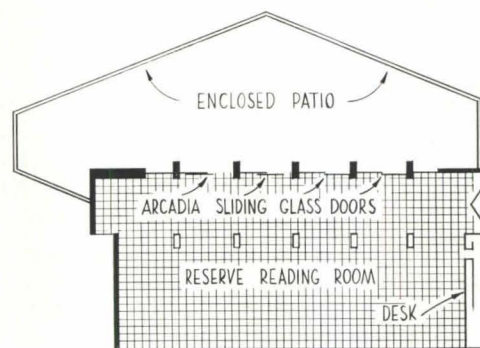 ENCLOSED PATIO
ARCADIA SLIDING GLASS DOORS
RESERVE READING ROOM
DESK